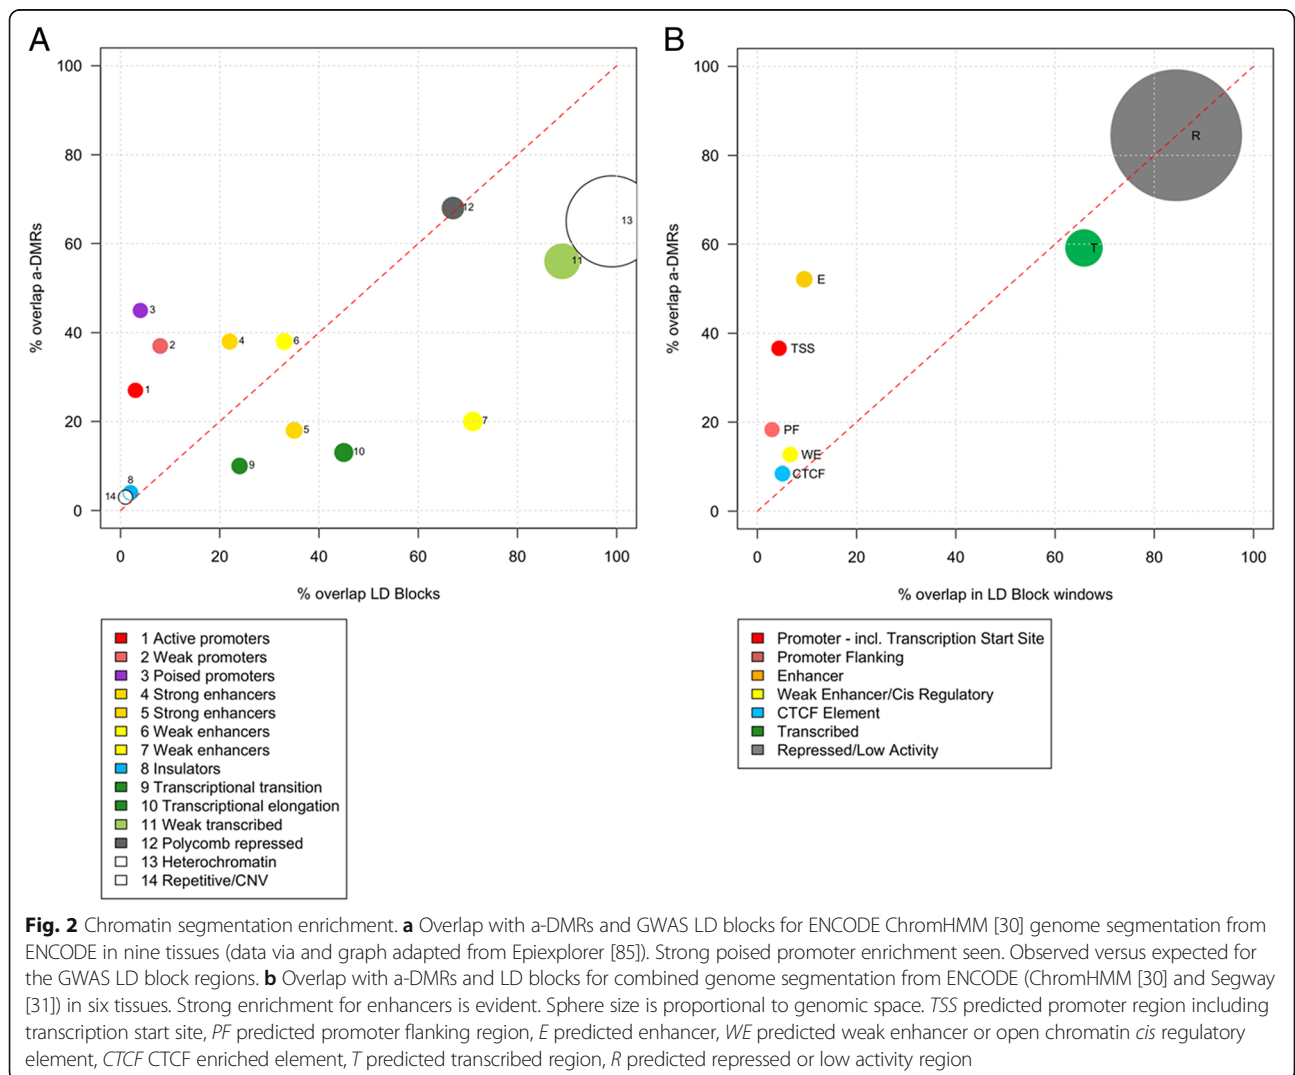 A
B
100
80
60
40
20
0
% overlap a-DMRs
0 20 40 60 80 100
% overlap LD Blocks
1
2
3
4
5
6
7
8
9
10
11
12
13
14
100
80
60
40
20
0
% overlap a-DMRs
0 20 40 60 80 100
% overlap in LD Block windows
R
T
E
TSS
PF
WE
CTCF
1 Active promoters
2 Weak promoters
3 Poised promoters
4 Strong enhancers
5 Strong enhancers
6 Weak enhancers
7 Weak enhancers
8 Insulators
9 Transcriptional transition
10 Transcriptional elongation
11 Weak transcribed
12 Polycomb repressed
13 Heterochromatin
14 Repetitive/CNV
Promoter - incl. Transcription Start Site
Promoter Flanking
Enhancer
Weak Enhancer/Cis Regulatory
CTCF Element
Transcribed
Repressed/Low Activity
Fig. 2 Chromatin segmentation enrichment. a Overlap with a-DMRs and GWAS LD blocks for ENCODE ChromHMM [30] genome segmentation from
ENCODE in nine tissues (data via and graph adapted from Epiexplorer [85]). Strong poised promoter enrichment seen. Observed versus expected for
the GWAS LD block regions. b Overlap with a-DMRs and LD blocks for combined genome segmentation from ENCODE (ChromHMM [30] and Segway
[31]) in six tissues. Strong enrichment for enhancers is evident. Sphere size is proportional to genomic space. TSS predicted promoter region including
transcription start site, PF predicted promoter flanking region, E predicted enhancer, WE predicted weak enhancer or open chromatin cis regulatory
element, CTCF CTCF enriched element, T predicted transcribed region, R predicted repressed or low activity region